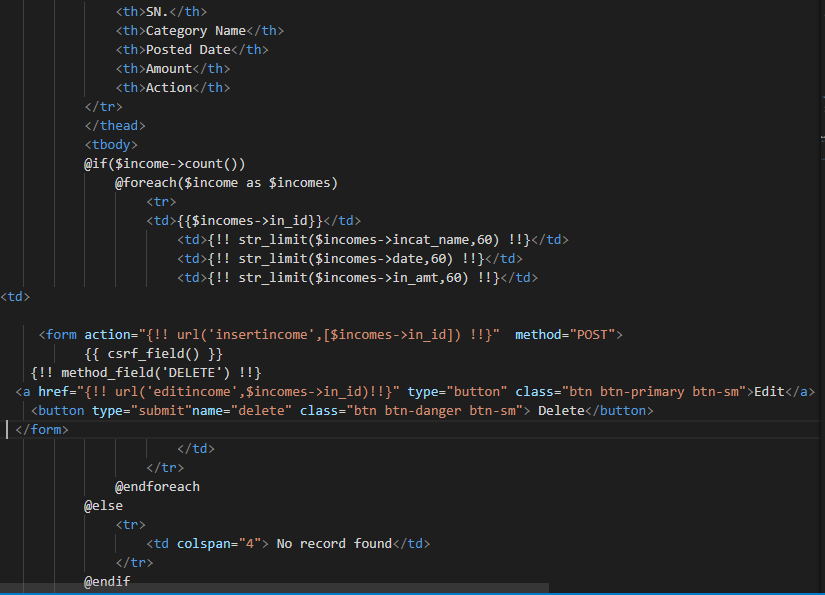 <th>SN.</th>
<th>Category Name</th>
<th>Posted Date</th>
<th>Amount</th>
<th>Action</th>
</tr>
</thead>
<tbody>
@if($income->count())
@foreach($income as $incomes)
<tr>
<td>{{$incomes->in_id}}</td>
<td>{!! str_limit($incomes->incat_name,60) !!}</td>
<td>{!! str_limit($incomes->date,60) !!}</td>
<td>{!! str_limit($incomes->in_amt,60) !!}</td>
<td>
<form action="{!! url('insertincome',[$incomes->in_id]) !!}"  method="POST">
{{ csrf_field() }}
{!! method_field('DELETE') !!}
<a href="{!! url('editincome',$incomes->in_id)!!}" type="button" class="btn btn-primary btn-sm">Edit</a>
<button type="submit"name="delete" class="btn btn-danger btn-sm"> Delete</button>
</form>
</td>
</tr>
@endforeach
@else
<tr>
<td colspan="4"> No record found</td>
</tr>
@endif